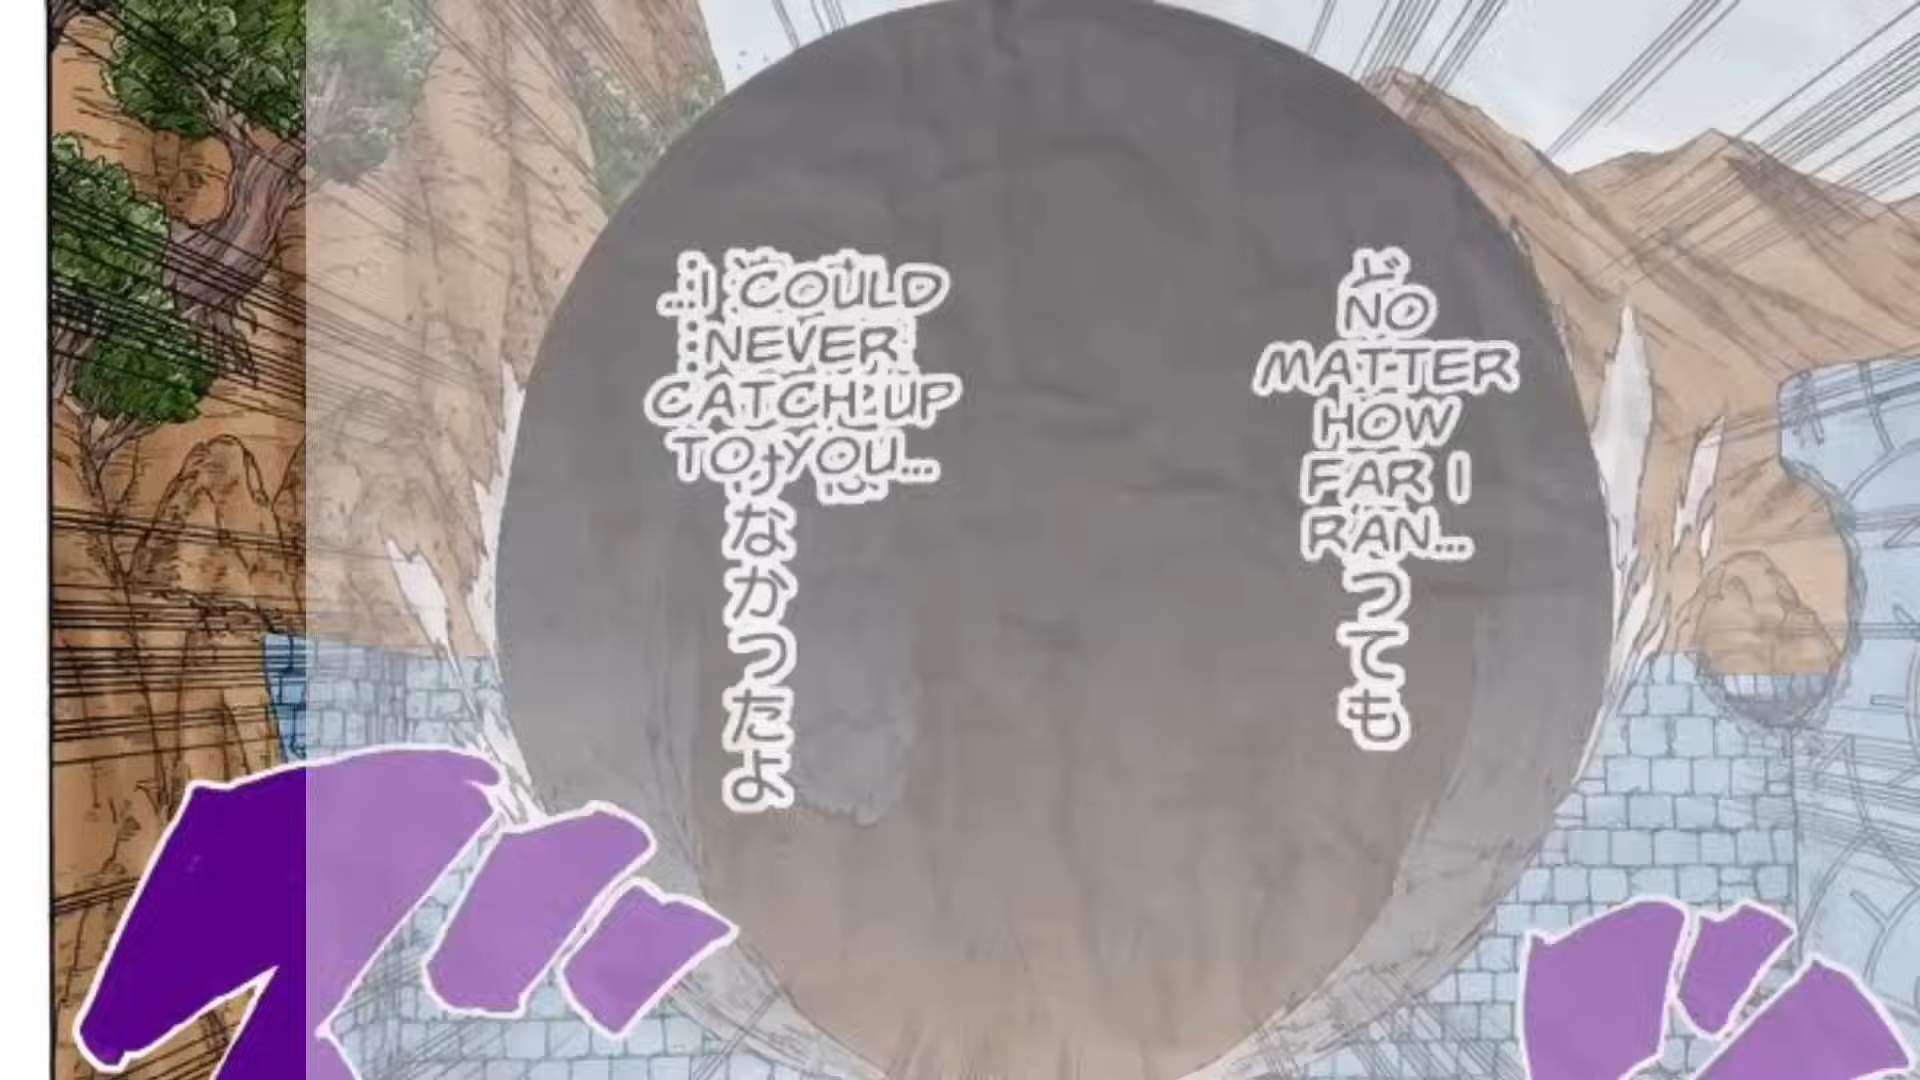 NO
MATTER
HOW
FAR I
RAN...
っても
...I COULD
NEVER
CATCH UP
TO YOU...
けなかったよ